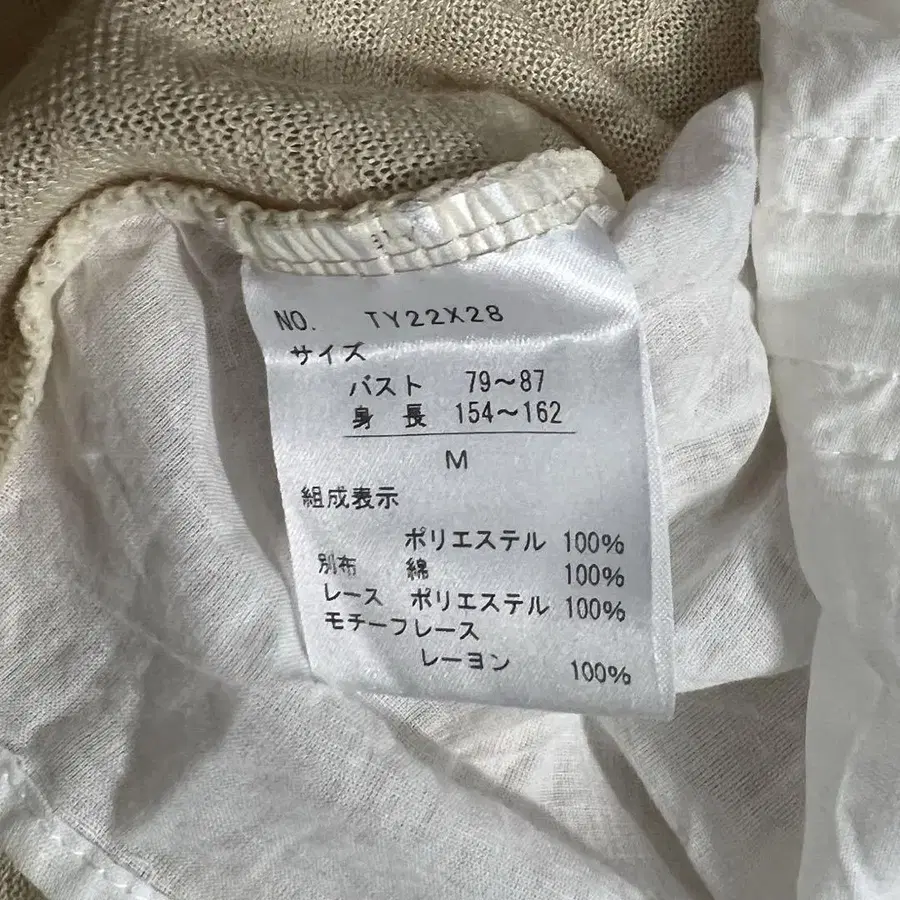 NO. TY22X28
サイズ
バスト 79〜87
身長 154〜162
M
組成表示
ポリエステル 100%
別布 綿 100%
レース ポリエステル 100%
モチーフレース
レーヨン 100%